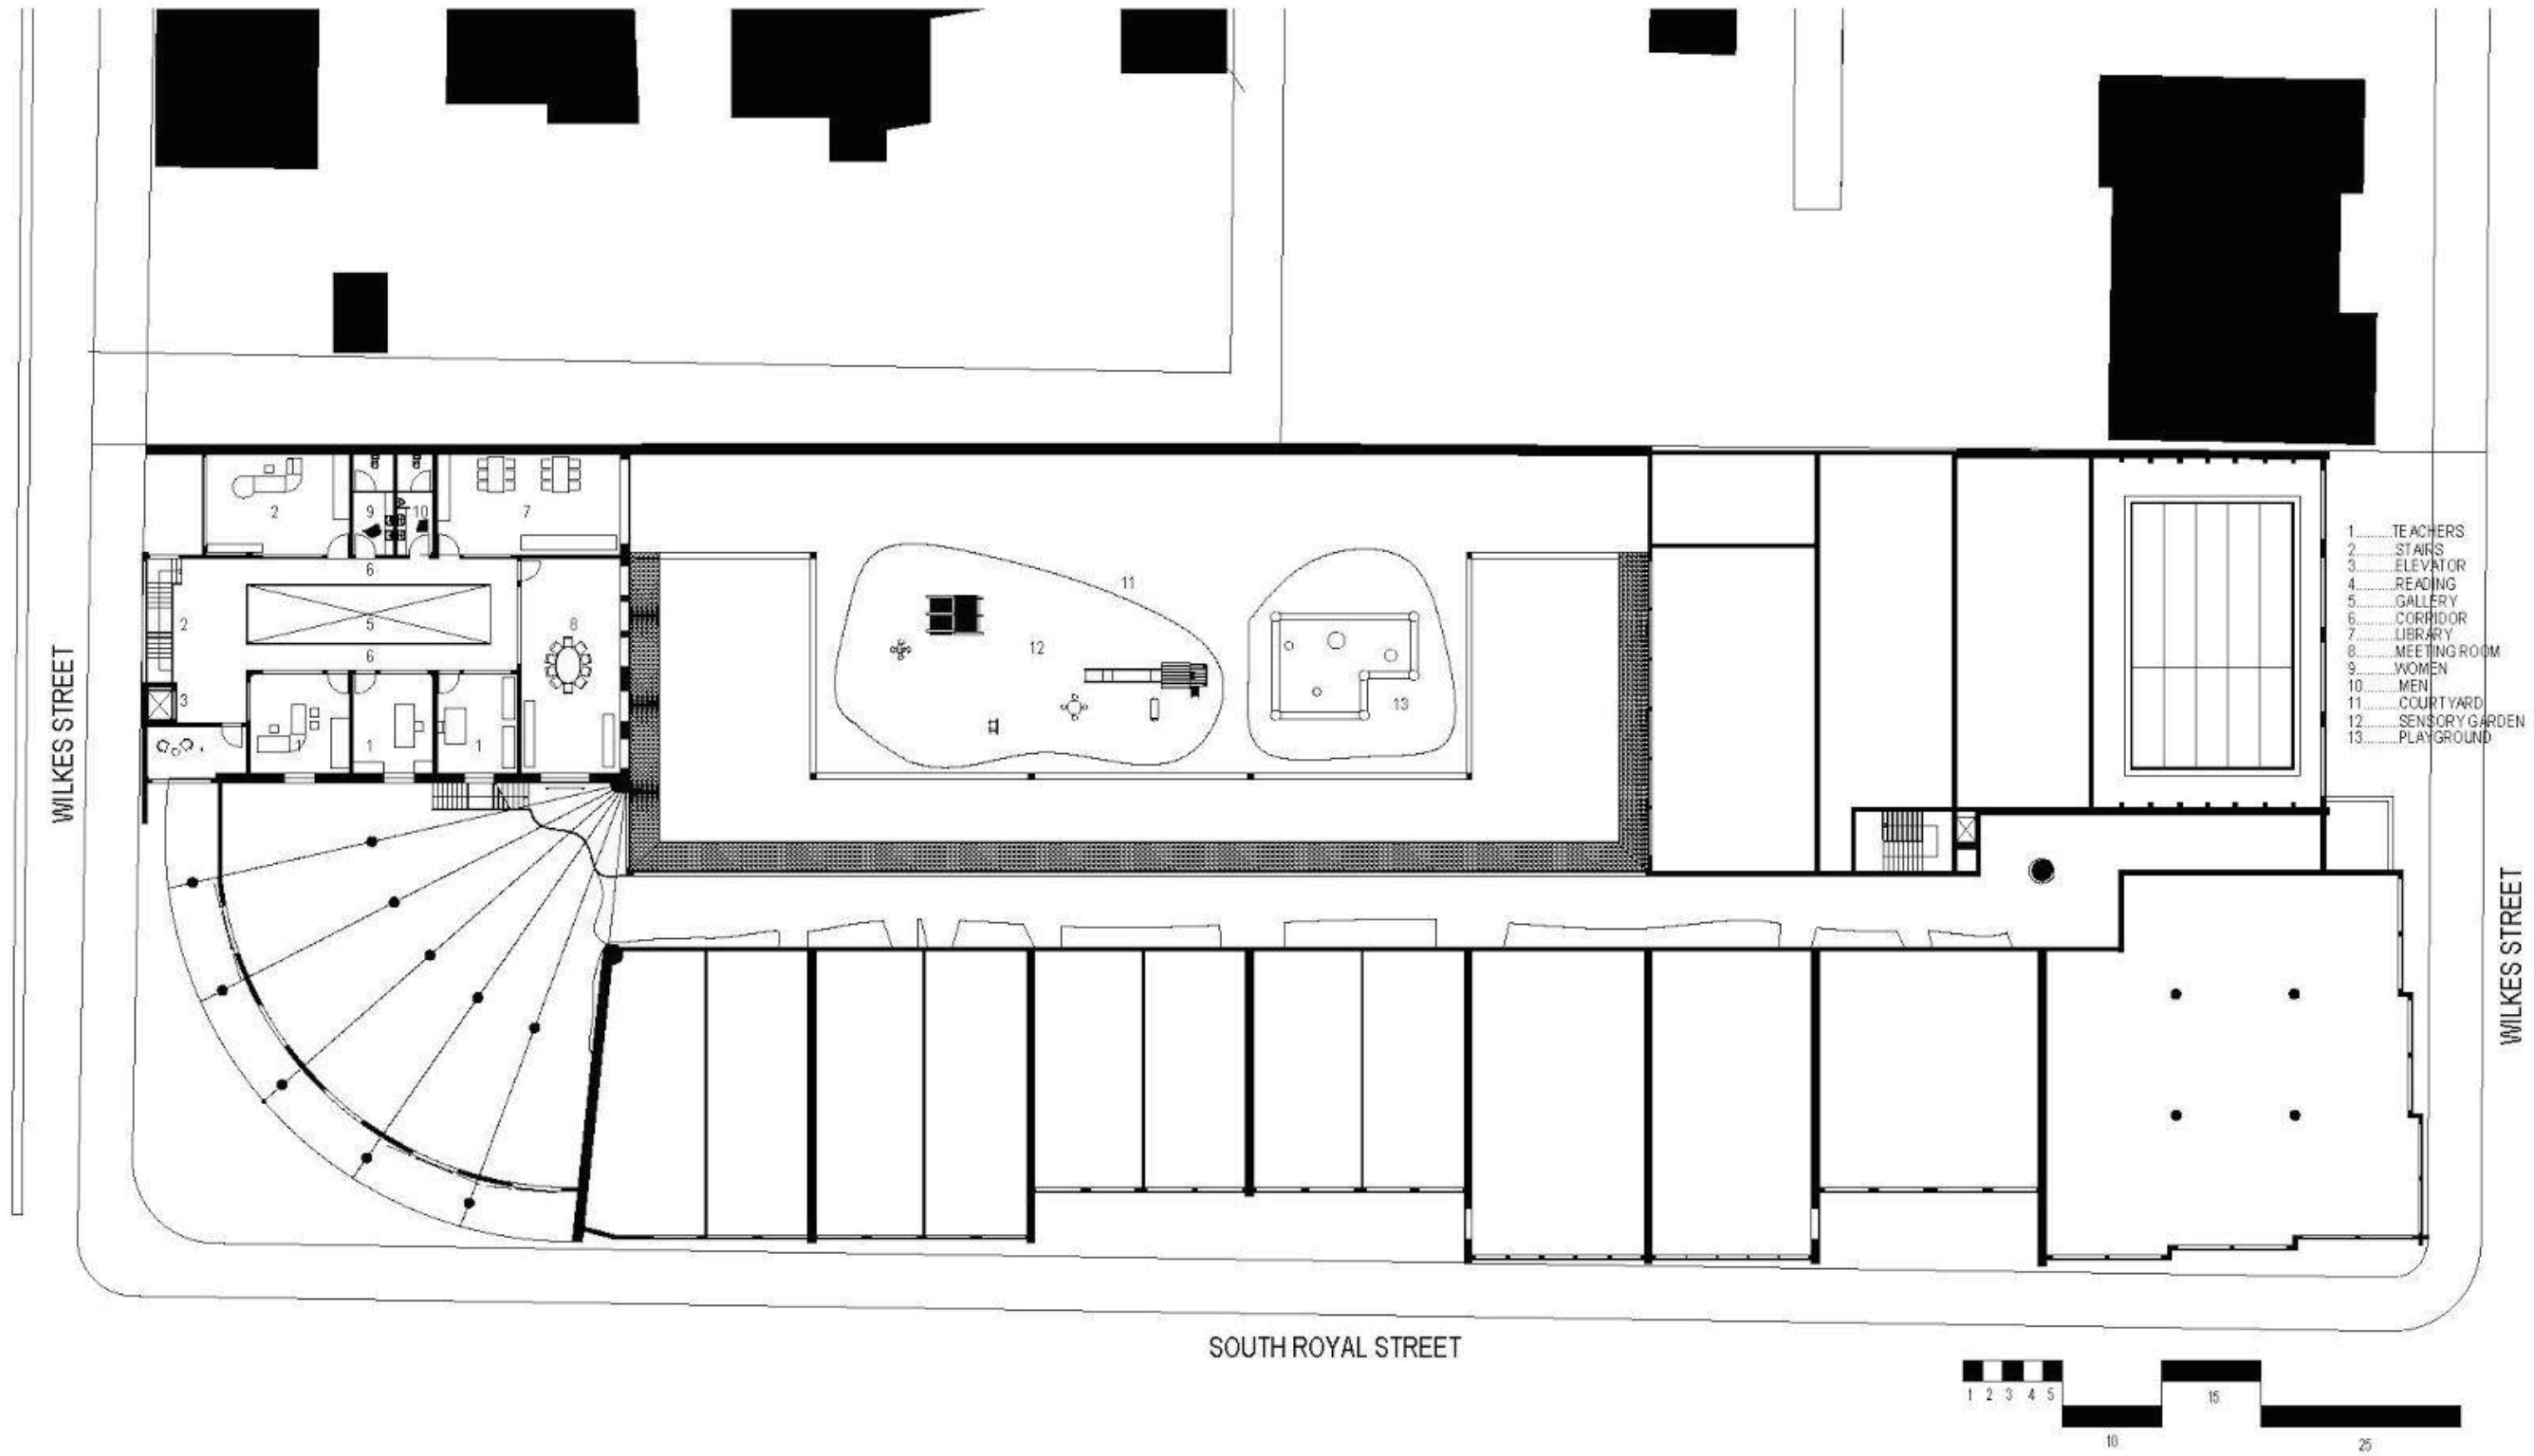 2
9
10
7
6
5
6
2
8
3
1
1
1
11
12
13
1..........TEACHERS
2..........STAIRS
3..........ELEVATOR
4..........READING
5..........GALLERY
6..........CORRIDOR
7..........LIBRARY
8..........MEETING ROOM
9..........WOMEN
10.........MEN
11.........COURTYARD
12.........SENSORY GARDEN
13.........PLAYGROUND
WILKES STREET
WILKES STREET
SOUTH ROYAL STREET
1 2 3 4 5
15
10
25